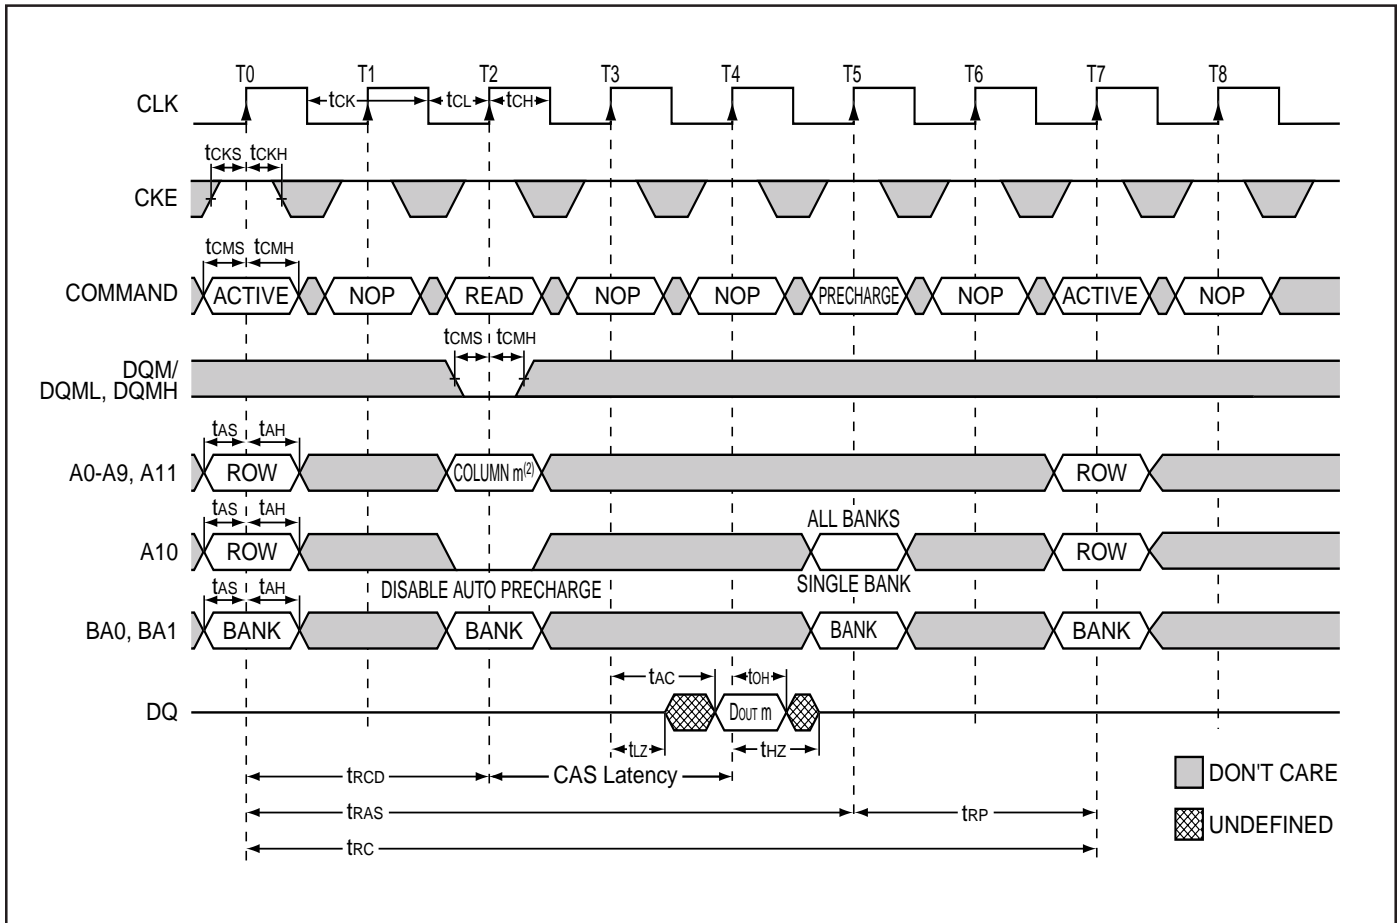 T0 T1 T2 T3 T4 T5 T6 T7 T8
CLK
tCK tCL tCH
tCKS tCKH
CKE
tCMS tCMH
COMMAND ACTIVE NOP READ NOP NOP PRECHARGE NOP ACTIVE NOP
tCMS tCMH
DQM/
DQML, DQMH
tAS tAH
A0-A9, A11 ROW COLUMN m(2) ROW
tAS tAH
ALL BANKS
A10 ROW ROW
DISABLE AUTO PRECHARGE SINGLE BANK
tAS tAH
BA0, BA1 BANK BANK BANK BANK
tAC tOH
DQ DOUT m
tLZ tHZ
tRCD CAS Latency
DON'T CARE
tRAS tRP
UNDEFINED
tRC